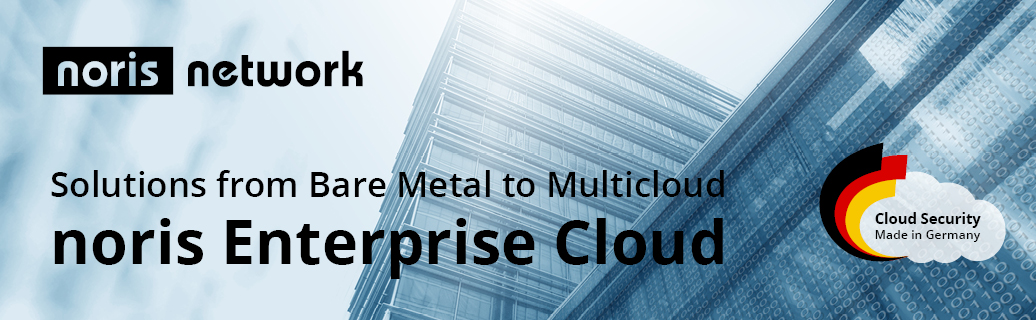 noris network
Solutions from Bare Metal to Multicloud
noris Enterprise Cloud
Cloud Security
Made in Germany